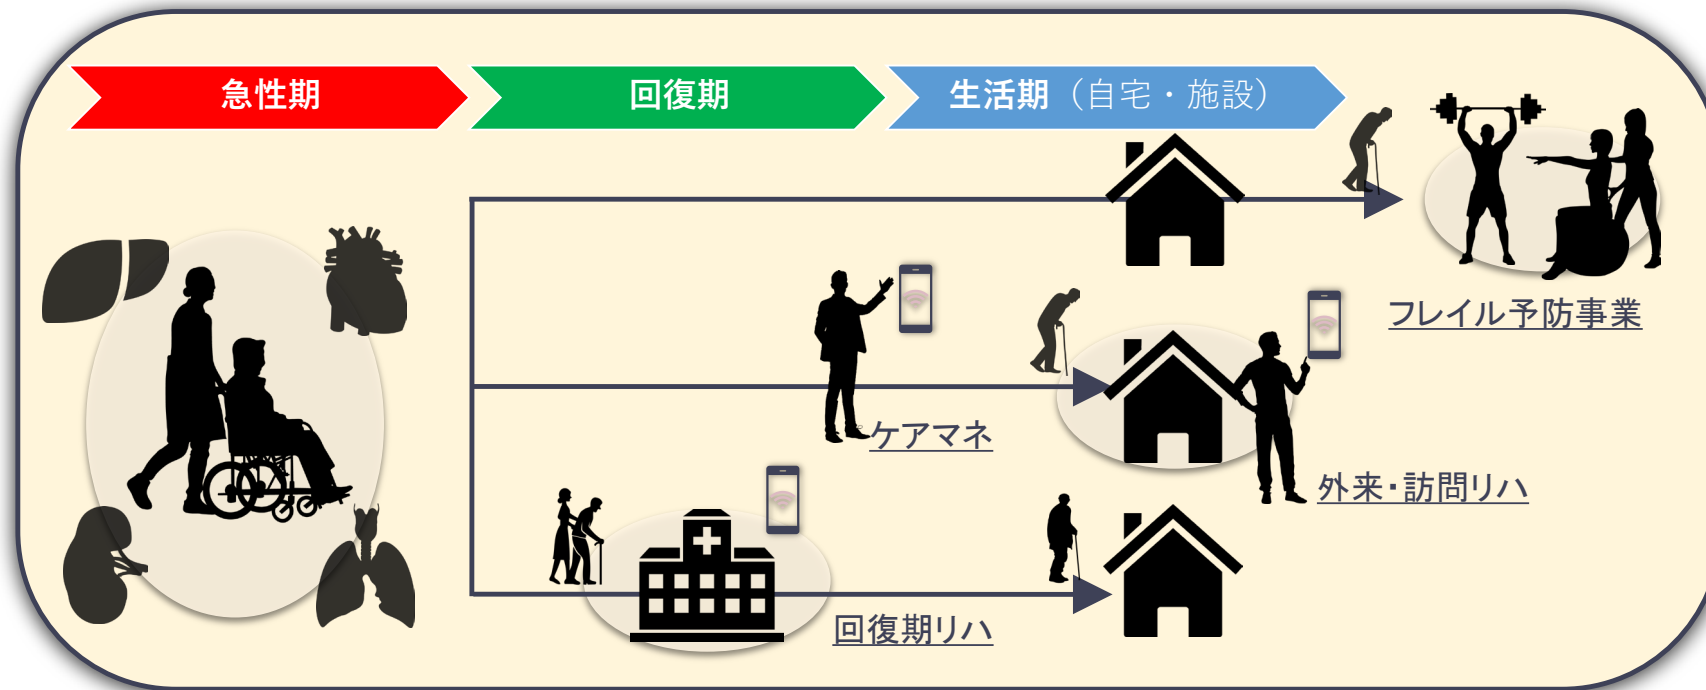 急性期
回復期
生活期（自宅・施設）
フレイル予防事業
ケアマネ
外来・訪問リハ
回復期リハ